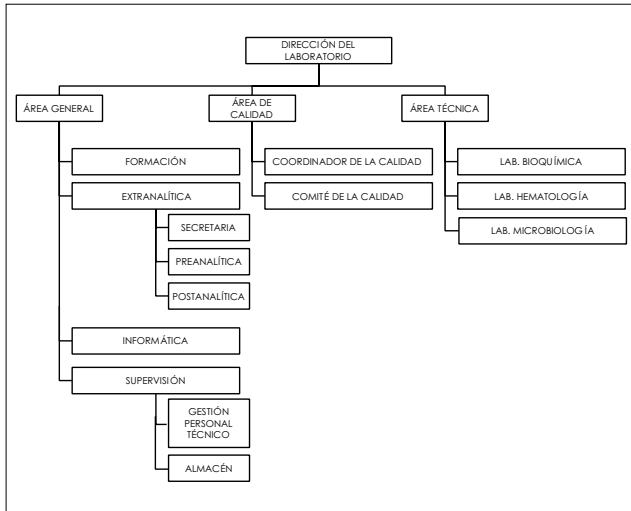 DIRECCIÓN DEL
LABORATORIO
ÁREA GENERAL
ÁREA DE
CALIDAD
ÁREA TÉCNICA
FORMACIÓN
COORDINADOR DE LA CALIDAD
LAB. BIOQUÍMICA
EXTRANALÍTICA
COMITÉ DE LA CALIDAD
LAB. HEMATOLOGÍA
SECRETARIA
LAB. MICROBIOLOGÍA
PREANALÍTICA
POSTANALÍTICA
INFORMÁTICA
SUPERVISIÓN
GESTIÓN
PERSONAL
TÉCNICO
ALMACÉN